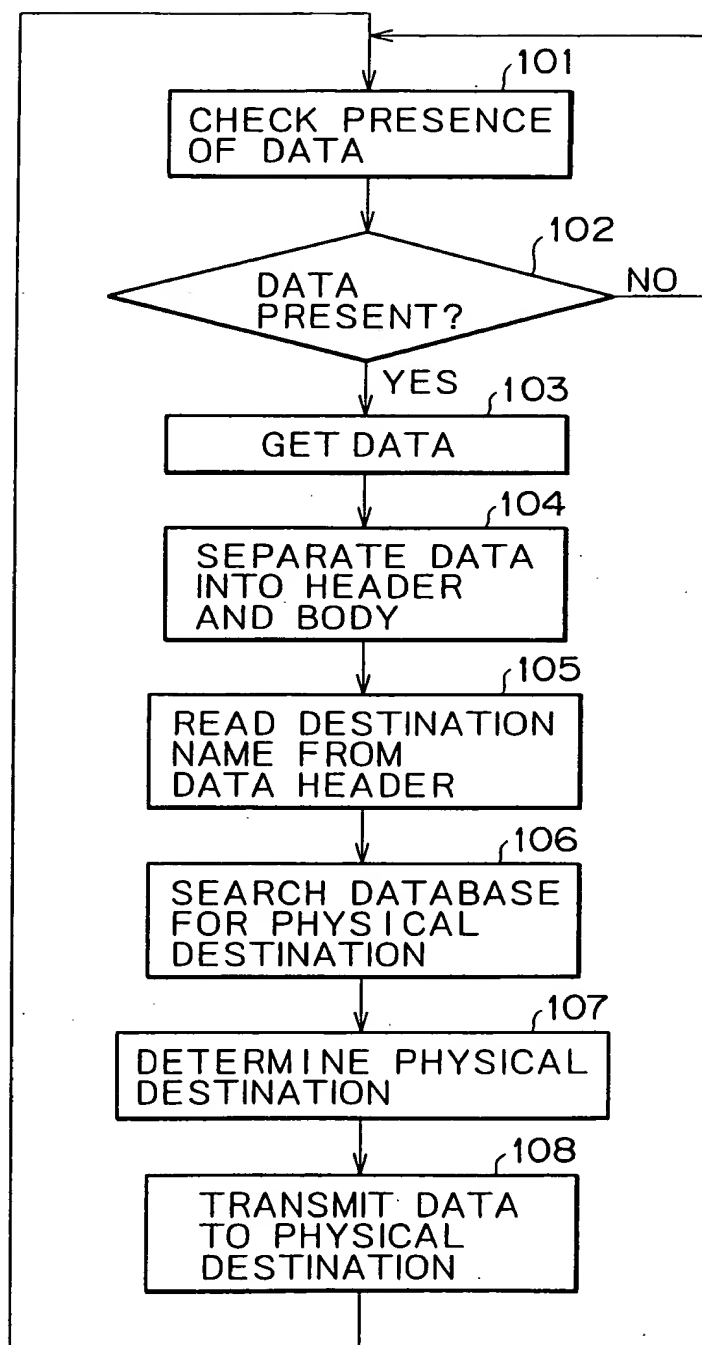 101
CHECK PRESENCE
OF DATA
102
DATA
PRESENT?
NO
YES
103
GET DATA
104
SEPARATE DATA
INTO HEADER
AND BODY
105
READ DESTINATION
NAME FROM
DATA HEADER
106
SEARCH DATABASE
FOR PHYSICAL
DESTINATION
107
DETERMINE PHYSICAL
DESTINATION
108
TRANSMIT DATA
TO PHYSICAL
DESTINATION